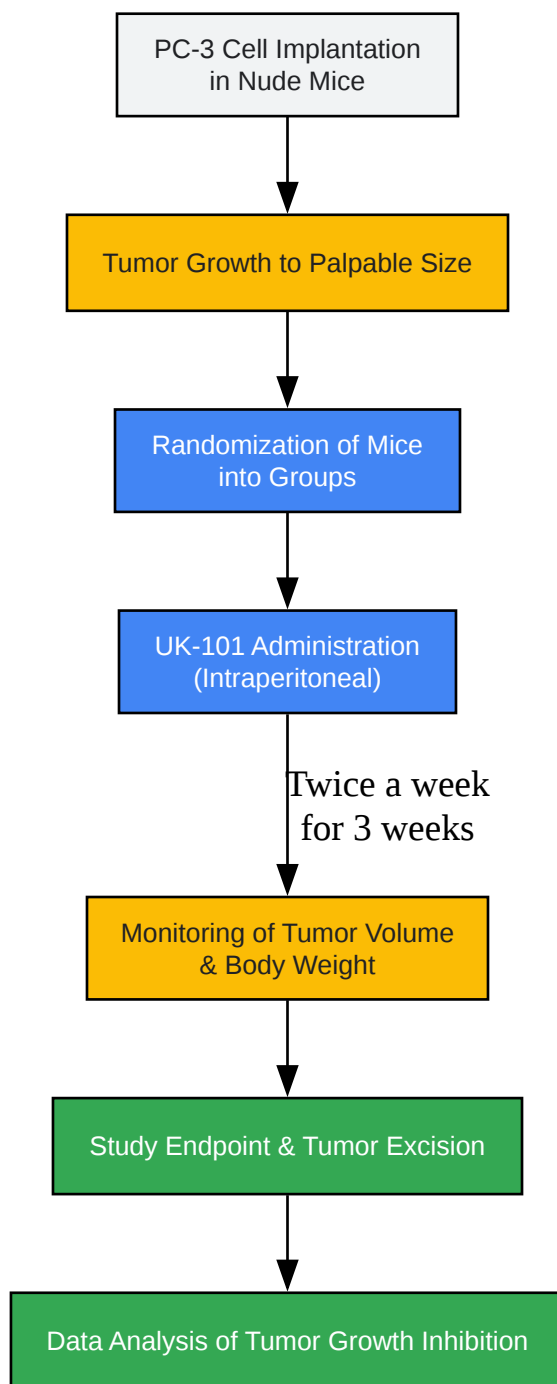 PC-3 Cell Implantation
in Nude Mice
Tumor Growth to Palpable Size
Randomization of Mice
into Groups
UK-101 Administration
(Intraperitoneal)
Twice a week
for 3 weeks
Monitoring of Tumor Volume
& Body Weight
Study Endpoint & Tumor Excision
Data Analysis of Tumor Growth Inhibition